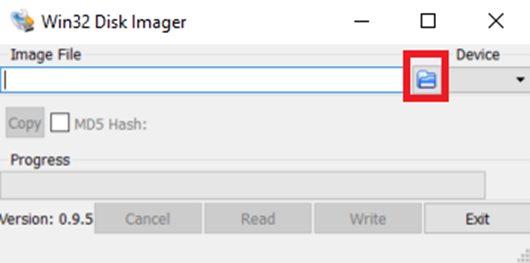 Win32 Disk Imager
Image File Device
Copy MD5 Hash:
Progress
Version: 0.9.5 Cancel Read Write Exit